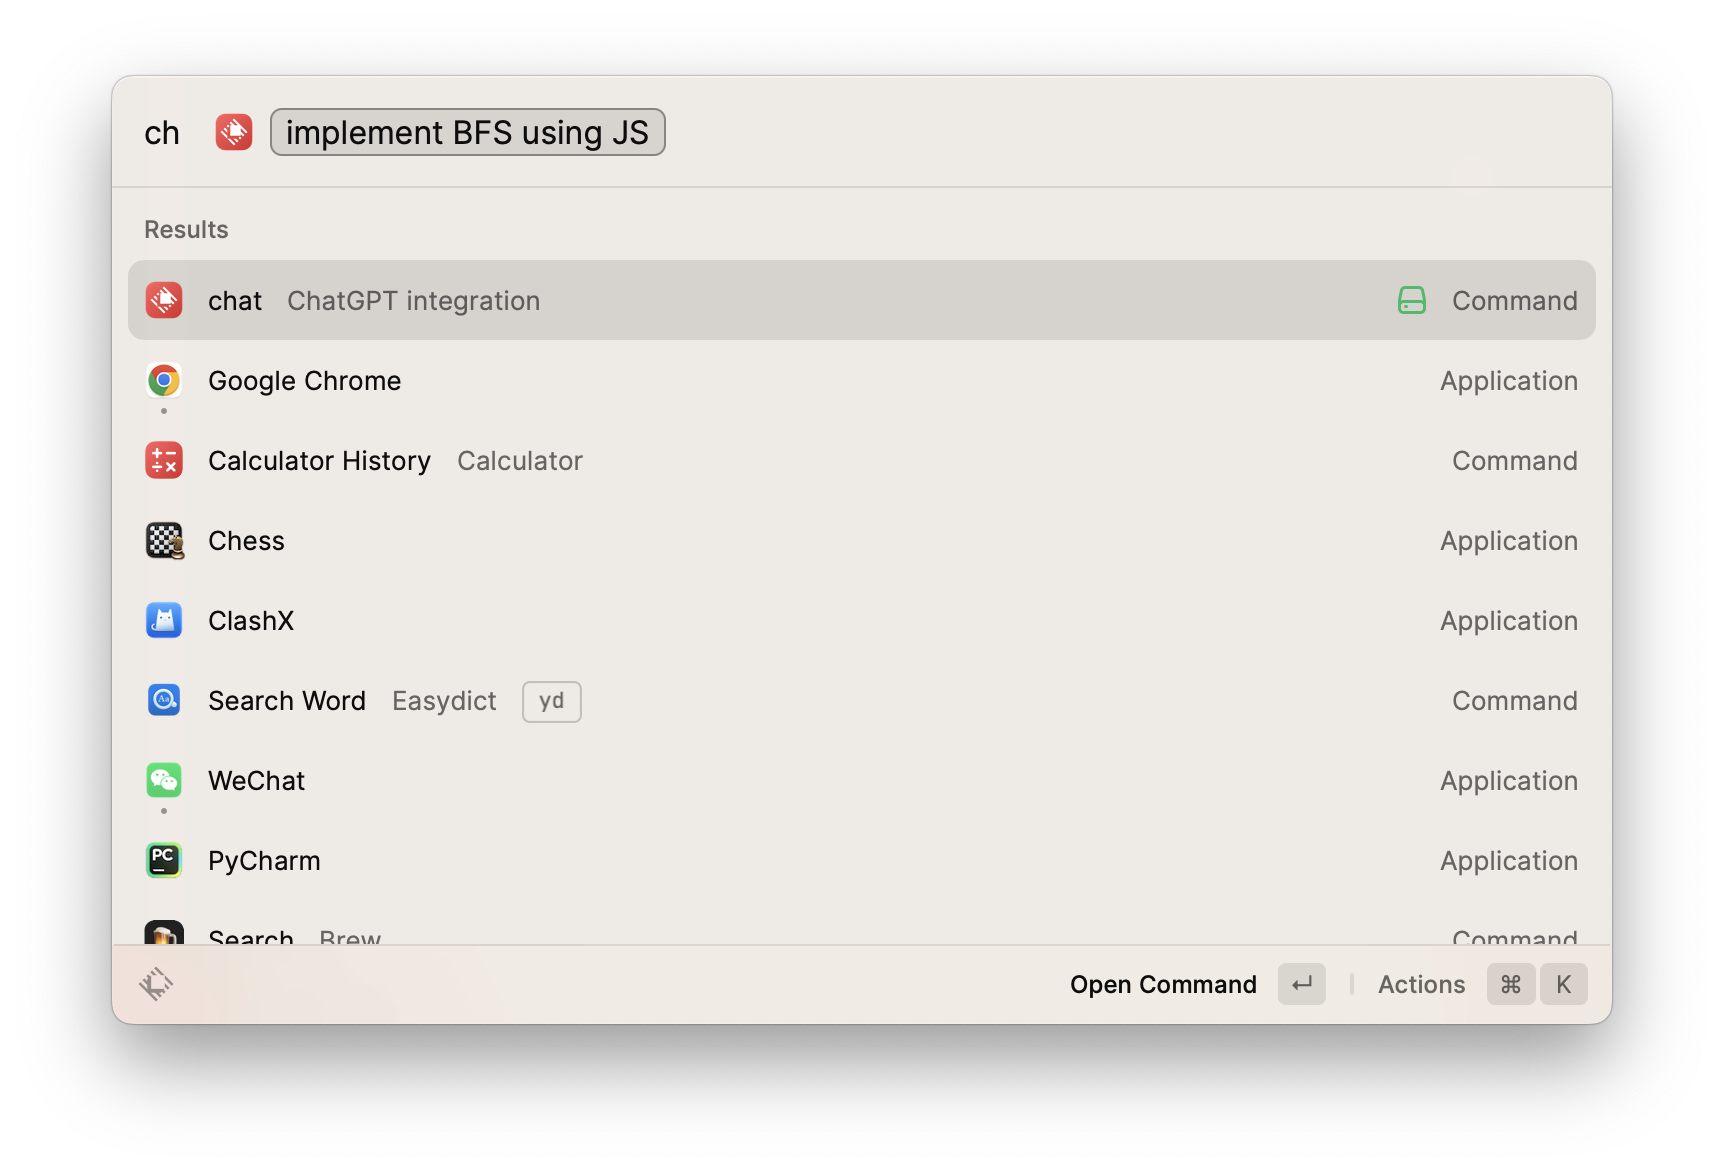 ch implement BFS using JS
Results
chat ChatGPT integration Command
Google Chrome Application
Calculator History Calculator Command
Chess Application
ClashX Application
Search Word Easydict yd Command
WeChat Application
PC PyCharm Application
Search Brew Command
Open Command ↵ Actions ⌘ K